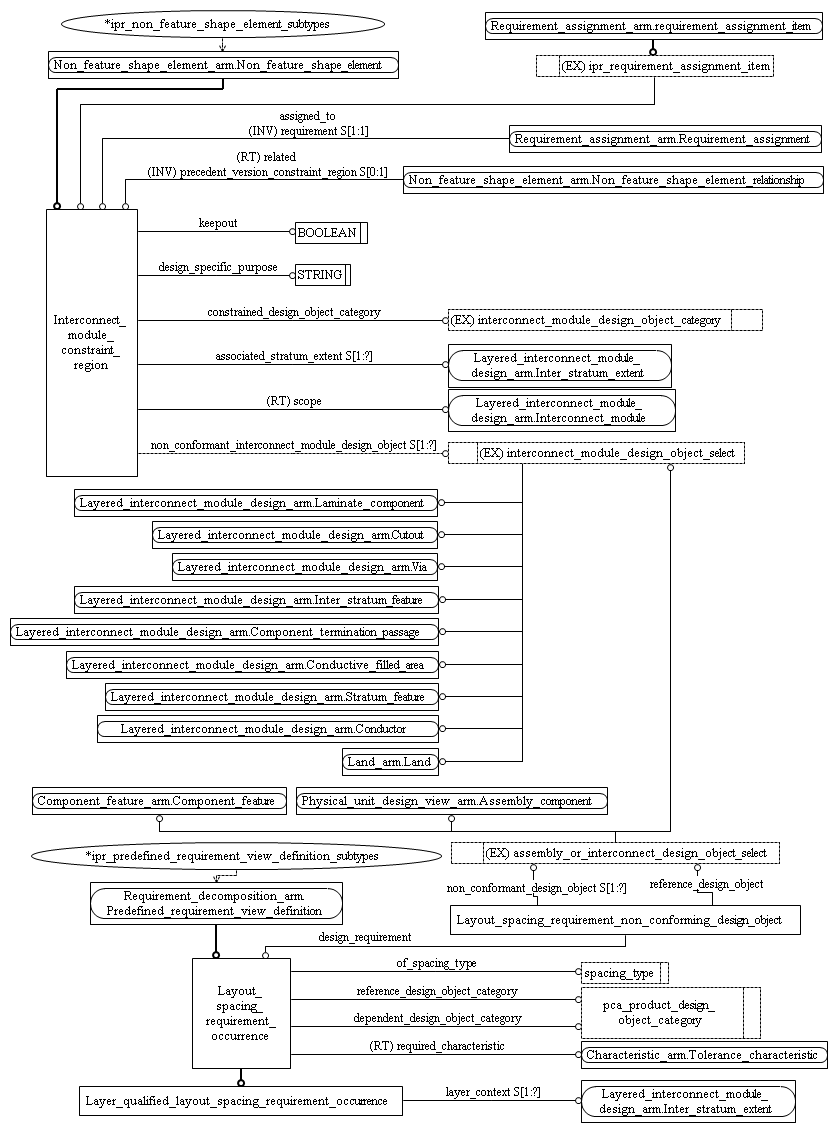 *ipr_non_feature_shape_element_subtypes
Requirement_assignment_arm.requirement_assignment_item
Non_feature_shape_element_arm.Non_feature_shape_element
(EX) ipr_requirement_assignment_item
assigned_to
(INV) requirement S[1:1]
Requirement_assignment_arm.Requirement_assignment
(RT) related
(INV) precedent_version_constraint_region S[0:1]
Non_feature_shape_element_arm.Non_feature_shape_element_relationship
Interconnect_
module_
constraint_
region
keepout
BOOLEAN
design_specific_purpose
STRING
constrained_design_object_category
(EX) interconnect_module_design_object_category
associated_stratum_extent S[1:?]
Layered_interconnect_module_
design_arm.Inter_stratum_extent
(RT) scope
Layered_interconnect_module_
design_arm.Interconnect_module
non_conformant_interconnect_module_design_object S[1:?]
(EX) interconnect_module_design_object_select
Layered_interconnect_module_design_arm.Laminate_component
Layered_interconnect_module_design_arm.Cutout
Layered_interconnect_module_design_arm.Via
Layered_interconnect_module_design_arm.Inter_stratum_feature
Layered_interconnect_module_design_arm.Component_termination_passage
Layered_interconnect_module_design_arm.Conductive_filled_area
Layered_interconnect_module_design_arm.Stratum_feature
Layered_interconnect_module_design_arm.Conductor
Land_arm.Land
Component_feature_arm.Component_feature
Physical_unit_design_view_arm.Assembly_component
*ipr_predefined_requirement_view_definition_subtypes
(EX) assembly_or_interconnect_design_object_select
non_conformant_design_object S[1:?]
reference_design_object
Requirement_decomposition_arm.
Predefined_requirement_view_definition
Layout_spacing_requirement_non_conforming_design_object
design_requirement
Layout_
spacing_
requirement_
occurrence
of_spacing_type
spacing_type
reference_design_object_category
dependent_design_object_category
pca_product_design_
object_category
(RT) required_characteristic
Characteristic_arm.Tolerance_characteristic
Layer_qualified_layout_spacing_requirement_occurrence
layer_context S[1:?]
Layered_interconnect_module_
design_arm.Inter_stratum_extent